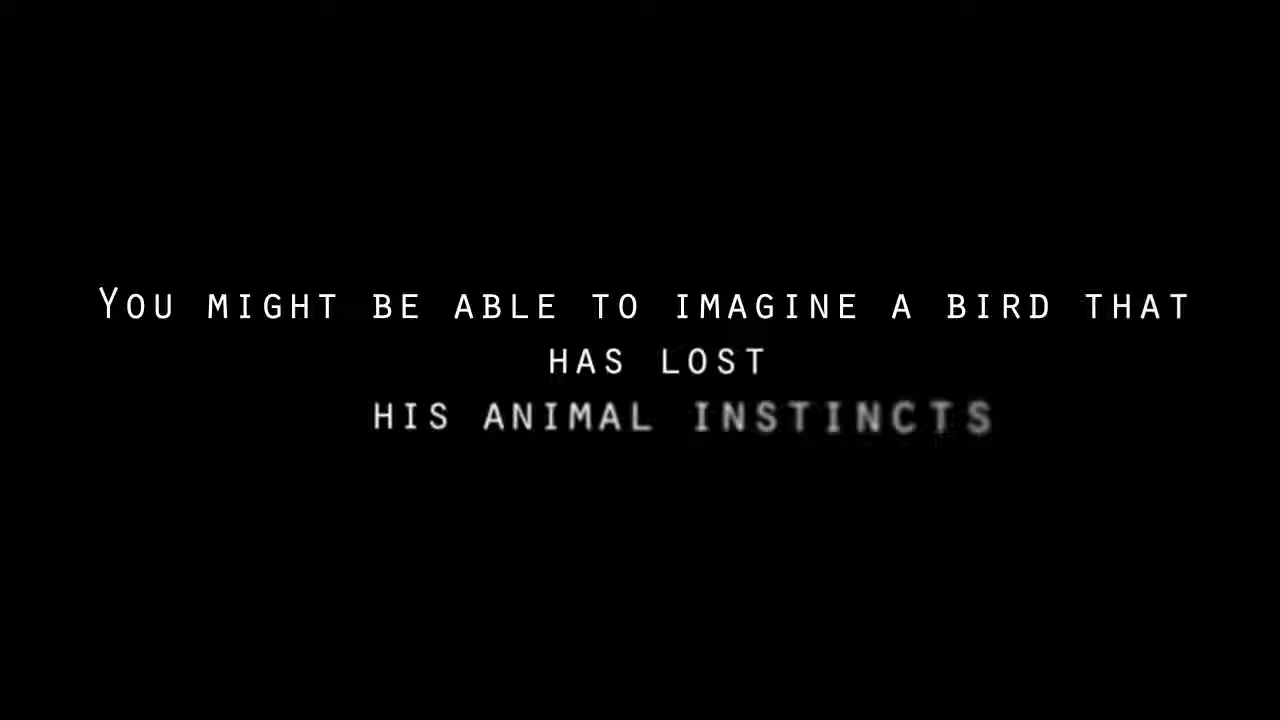 You might be able to imagine a bird that
has lost
his animal instincts